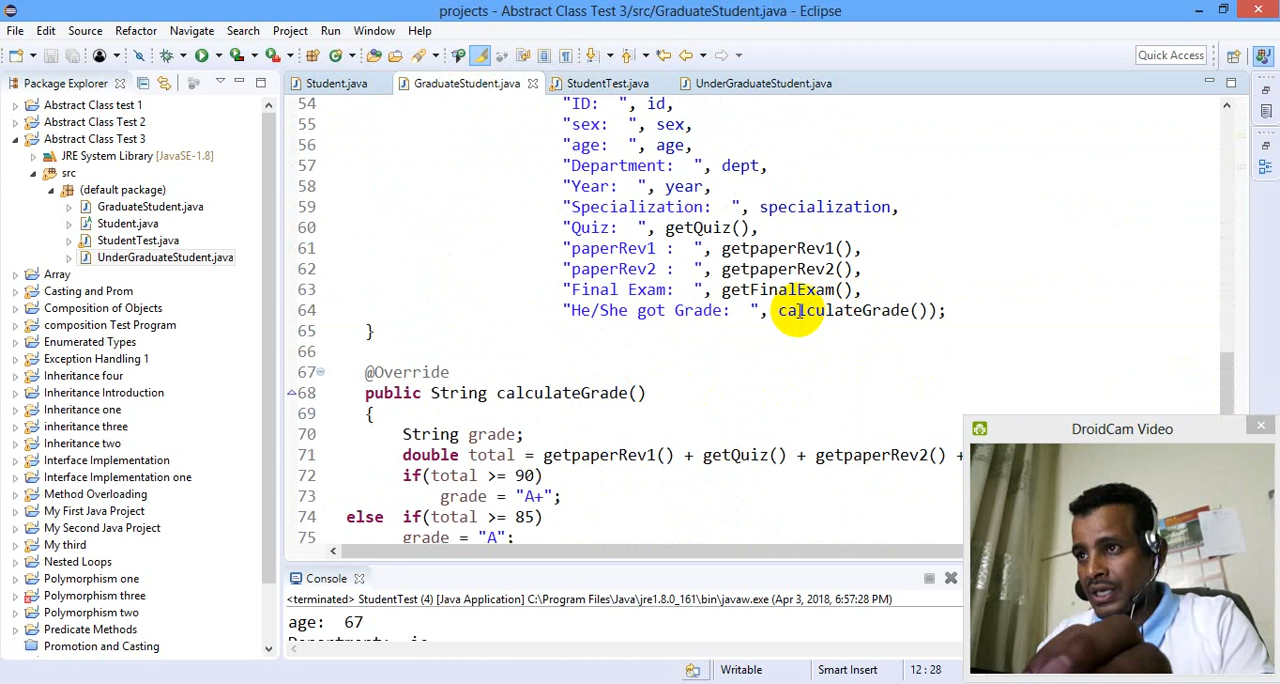 projects - Abstract Class Test 3/src/GraduateStudent.java - Eclipse
File Edit Source Refactor Navigate Search Project Run Window Help
Quick Access
Package Explorer
Student.java GraduateStudent.java StudentTest.java UnderGraduateStudent.java
Abstract Class test 1
Abstract Class Test 2
Abstract Class Test 3
JRE System Library [JavaSE-1.8]
src
(default package)
GraduateStudent.java
Student.java
StudentTest.java
UnderGraduateStudent.java
Array
Casting and Prom
Composition of Objects
composition Test Program
Enumerated Types
Exception Handling 1
Inheritance four
Inheritance Introduction
Inheritance one
inheritance three
Inheritance two
Interface Implementation
Interface Implementation one
Method Overloading
My First Java Project
My Second Java Project
My third
Nested Loops
Polymorphism one
Polymorphism three
Polymorphism two
Predicate Methods
Promotion and Casting
54 "ID:  ", id,
55 "sex:  ", sex,
56 "age:  ", age,
57 "Department:  ", dept,
58 "Year:  ", year,
59 "Specialization:  ", specialization,
60 "Quiz:  ", getQuiz(),
61 "paperRev1 :  ", getpaperRev1(),
62 "paperRev2 :  ", getpaperRev2(),
63 "Final Exam:  ", getFinalExam(),
64 "He/She got Grade:  ", calculateGrade());
65 }
66
67 @Override
68 public String calculateGrade()
69 {
70 String grade;
71 double total = getpaperRev1() + getQuiz() + getpaperRev2() +
72 if(total >= 90)
73 grade = "A+";
74 else if(total >= 85)
75 grade = "A";
Console
<terminated> StudentTest (4) [Java Application] C:\Program Files\Java\jre1.8.0_161\bin\javaw.exe (Apr 3, 2018, 6:57:28 PM)
age:  67
DroidCam Video
Writable Smart Insert 12 : 28